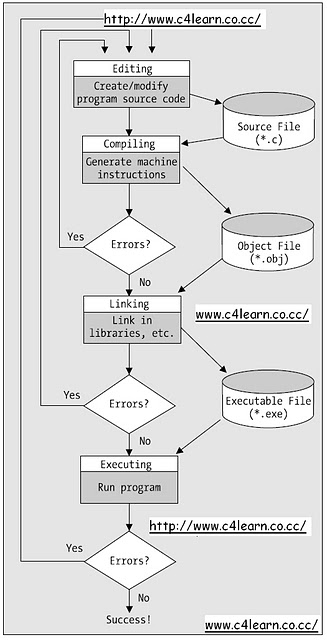 http://www.c4learn.co.cc/
Editing
Create/modify
program source code
Source File
(*.c)
Compiling
Generate machine
instructions
Yes
Errors?
Object File
(*.obj)
No
Linking
Link in
libraries, etc.
www.c4learn.co.cc/
Yes
Errors?
Executable File
(*.exe)
No
Executing
Run program
http://www.c4learn.co.cc/
Yes
Errors?
No
Success!
www.c4learn.co.cc/